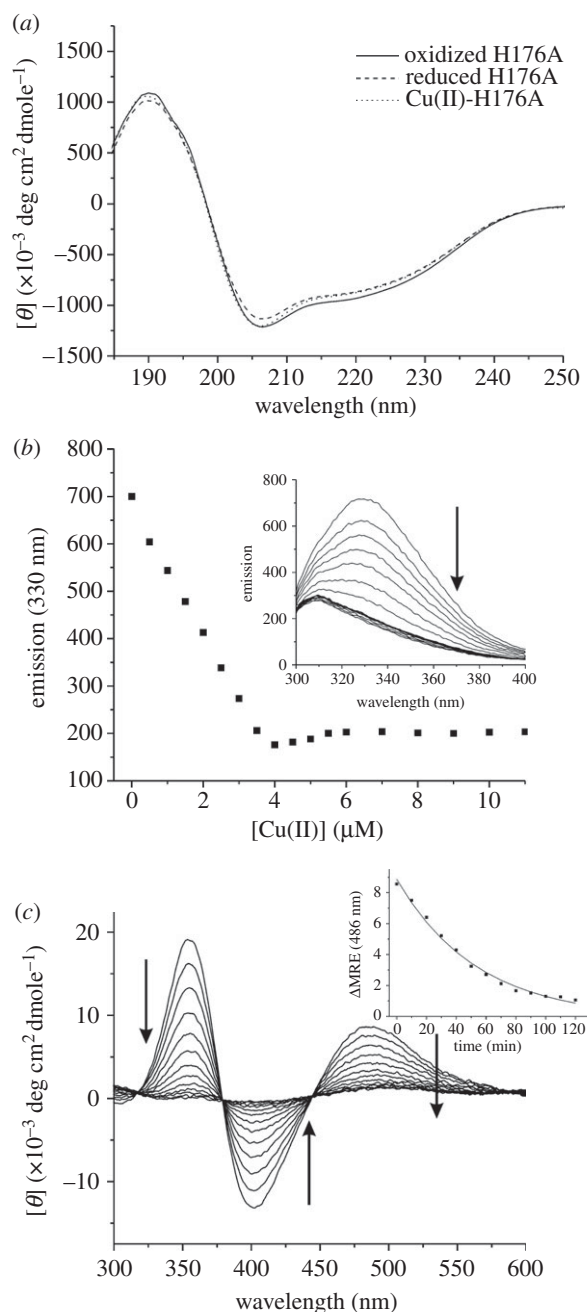 (a)
1500
1000
500
0
−500
−1000
−1500
[θ] (×10⁻³ deg cm² dmole⁻¹)
oxidized H176A
reduced H176A
Cu(II)-H176A
190 200 210 220 230 240 250
wavelength (nm)
(b)
800
700
600
500
400
300
200
100
emission (330 nm)
0 2 4 6 8 10
[Cu(II)] (μM)
800
600
400
200
0
emission
300 320 340 360 380 400
wavelength (nm)
(c)
20
10
0
−10
[θ] (×10⁻³ deg cm² dmole⁻¹)
300 350 400 450 500 550 600
wavelength (nm)
8
6
4
2
0
ΔMRE (486 nm)
0 20 40 60 80 100 120
time (min)